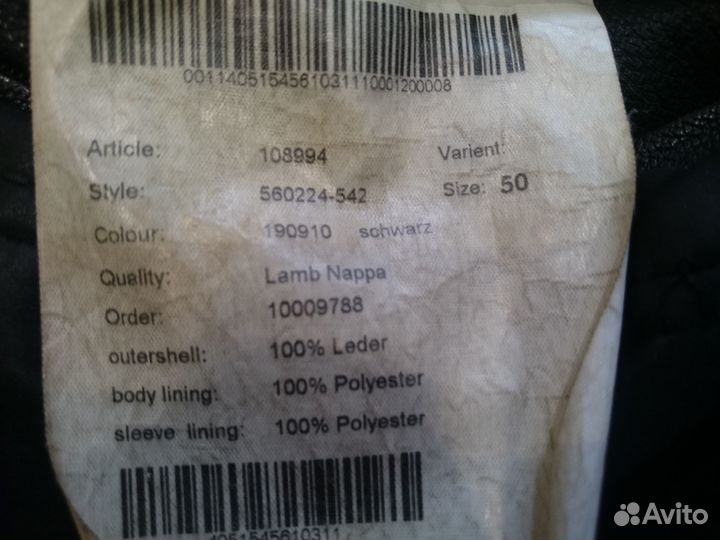 0011405154561031110001200008
Article: 108994 Varient:
Style: 560224-542 Size: 50
Colour: 190910 schwarz
Quality: Lamb Nappa
Order: 10009788
outershell: 100% Leder
body lining: 100% Polyester
sleeve lining: 100% Polyester
4051545610311
Avito